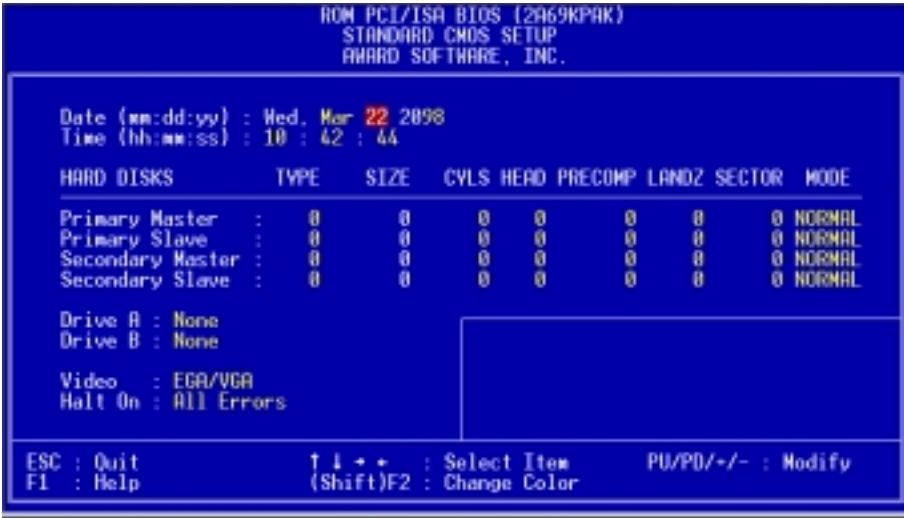 ROM PCI/ISA BIOS (2A69KPAK)
STANDARD CMOS SETUP
AWARD SOFTWARE, INC.
Date (mm:dd:yy) : Wed, Mar 22 2098
Time (hh:mm:ss) : 10 : 42 : 44
HARD DISKS TYPE SIZE CYLS HEAD PRECOMP LANDZ SECTOR MODE
Primary Master : 0 0 0 0 0 0 0 NORMAL
Primary Slave : 0 0 0 0 0 0 0 NORMAL
Secondary Master : 0 0 0 0 0 0 0 NORMAL
Secondary Slave : 0 0 0 0 0 0 0 NORMAL
Drive A : None
Drive B : None
Video : EGA/VGA
Halt On : All Errors
ESC : Quit ↑ ↓ → ← : Select Item PU/PD/+/- : Modify
F1 : Help (Shift)F2 : Change Color